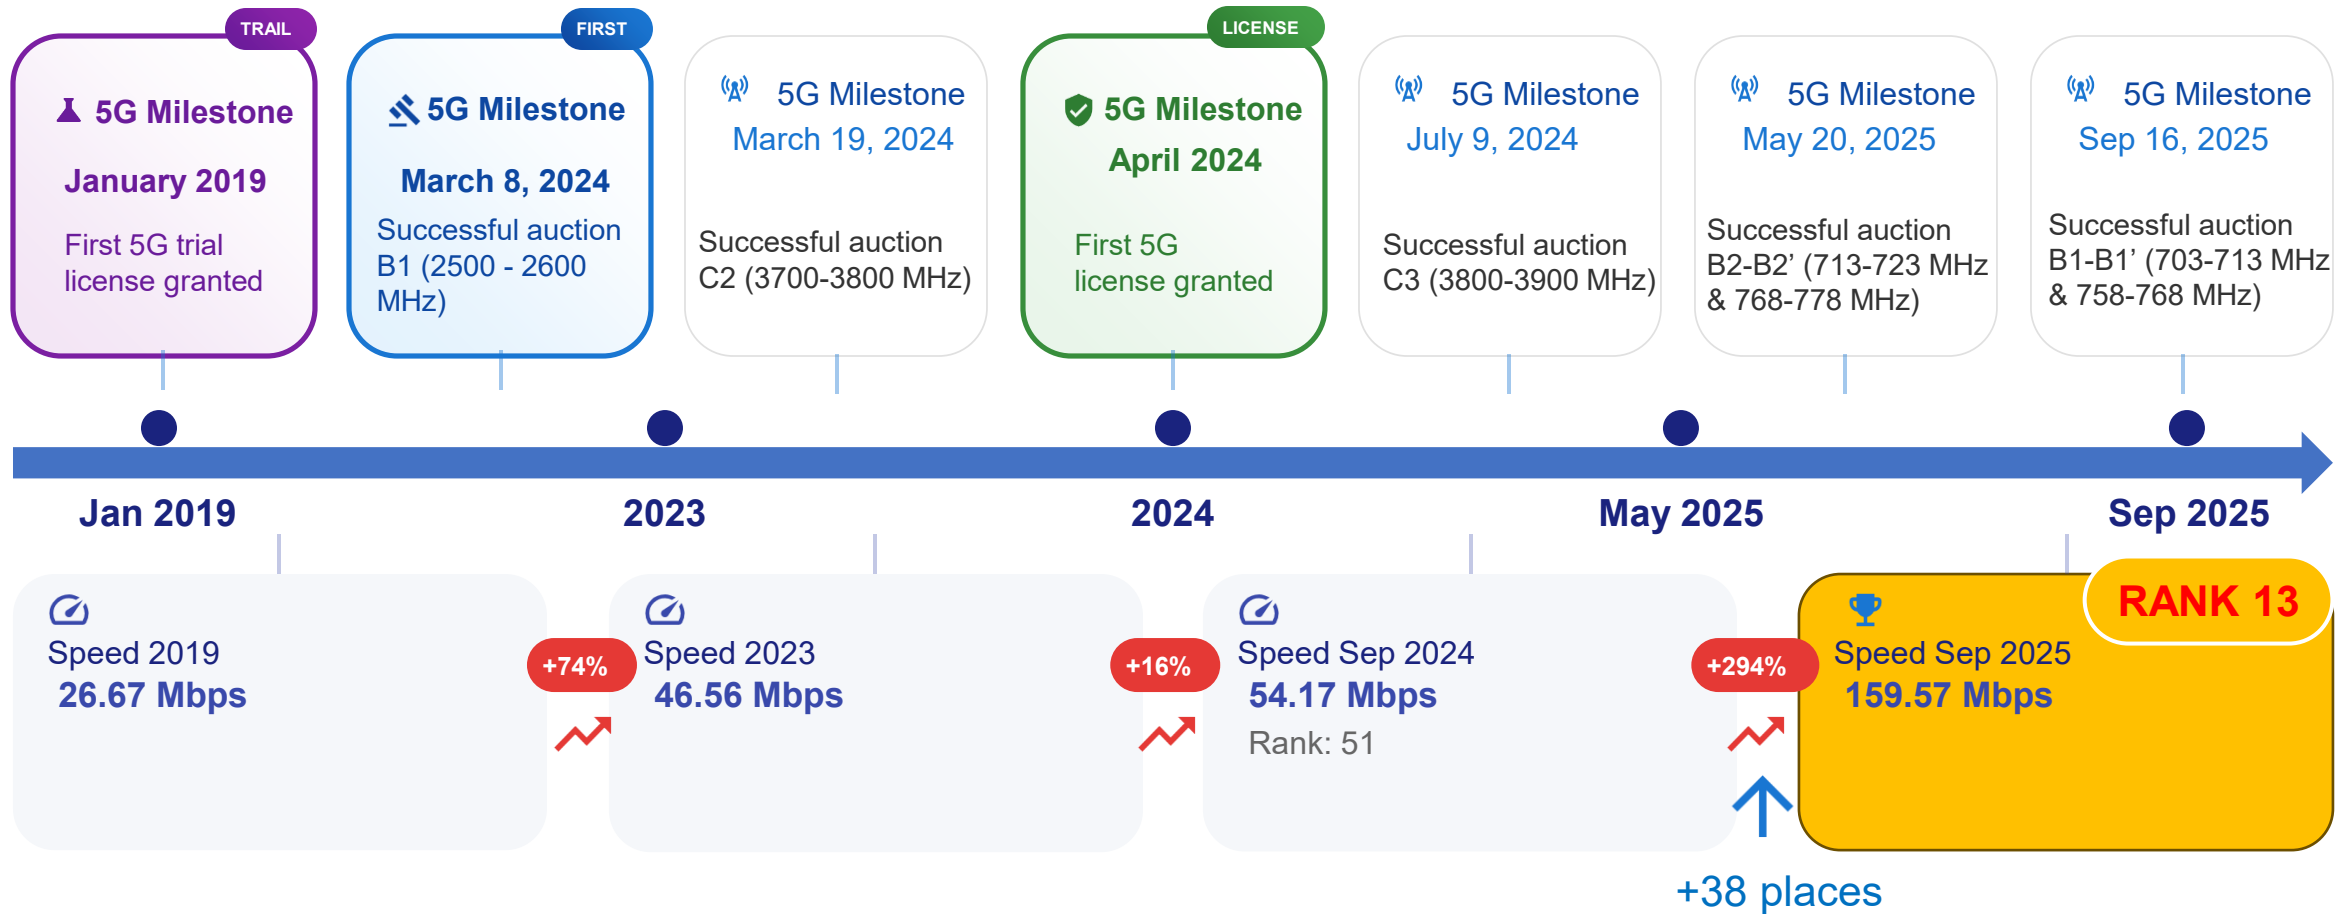 TRAIL
5G Milestone
January 2019
First 5G trial
license granted
FIRST
5G Milestone
March 8, 2024
Successful auction
B1 (2500 - 2600
MHz)
5G Milestone
March 19, 2024
Successful auction
C2 (3700-3800 MHz)
LICENSE
5G Milestone
April 2024
First 5G
license granted
5G Milestone
July 9, 2024
Successful auction
C3 (3800-3900 MHz)
5G Milestone
May 20, 2025
Successful auction
B2-B2’ (713-723 MHz
& 768-778 MHz)
5G Milestone
Sep 16, 2025
Successful auction
B1-B1’ (703-713 MHz
& 758-768 MHz)
Jan 2019
2023
2024
May 2025
Sep 2025
Speed 2019
26.67 Mbps
+74%
Speed 2023
46.56 Mbps
+16%
Speed Sep 2024
54.17 Mbps
Rank: 51
+294%
+38 places
RANK 13
Speed Sep 2025
159.57 Mbps